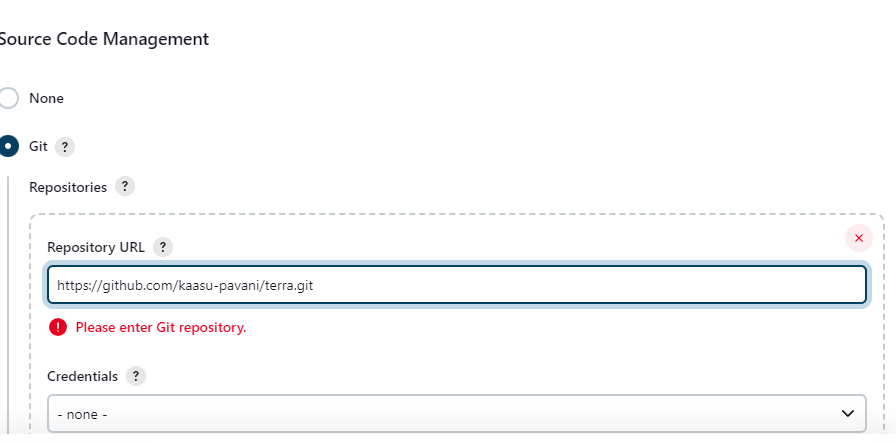 Source Code Management
None
Git ?
Repositories ?
Repository URL ?
https://github.com/kaasu-pavani/terra.git
Please enter Git repository.
Credentials ?
- none -